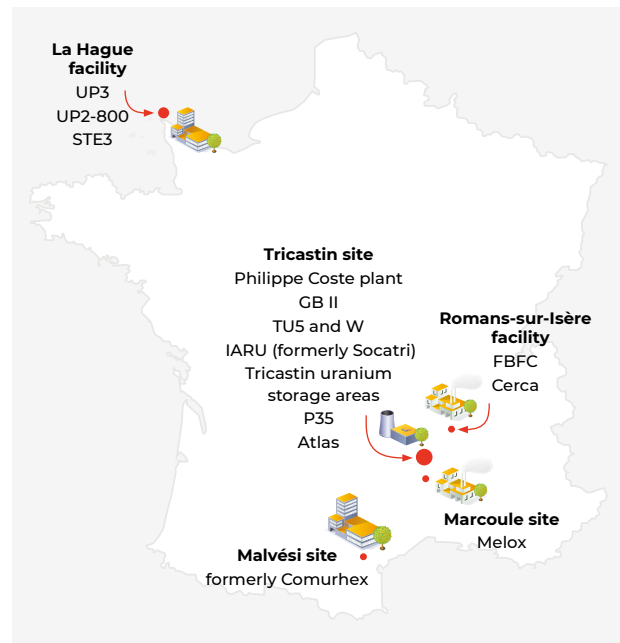 La Hague
facility
UP3
UP2-800
STE3
Tricastin site
Philippe Coste plant
GB II
TU5 and W
IARU (formerly Socatri)
Tricastin uranium
storage areas
P35
Atlas
Romans-sur-Isère
facility
FBFC
Cerca
Marcoule site
Melox
Malvési site
formerly Comurhex